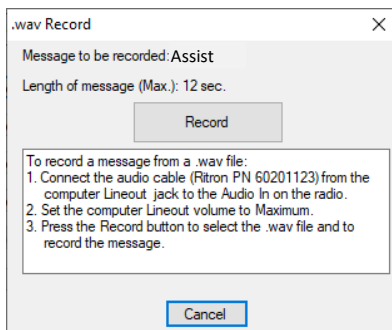 .wav Record
Message to be recorded: Assist
Length of message (Max.): 12 sec.
Record
To record a message from a .wav file:
1. Connect the audio cable (Ritron PN 60201123) from the
computer Lineout jack to the Audio In on the radio.
2. Set the computer Lineout volume to Maximum.
3. Press the Record button to select the .wav file and to
record the message.
Cancel